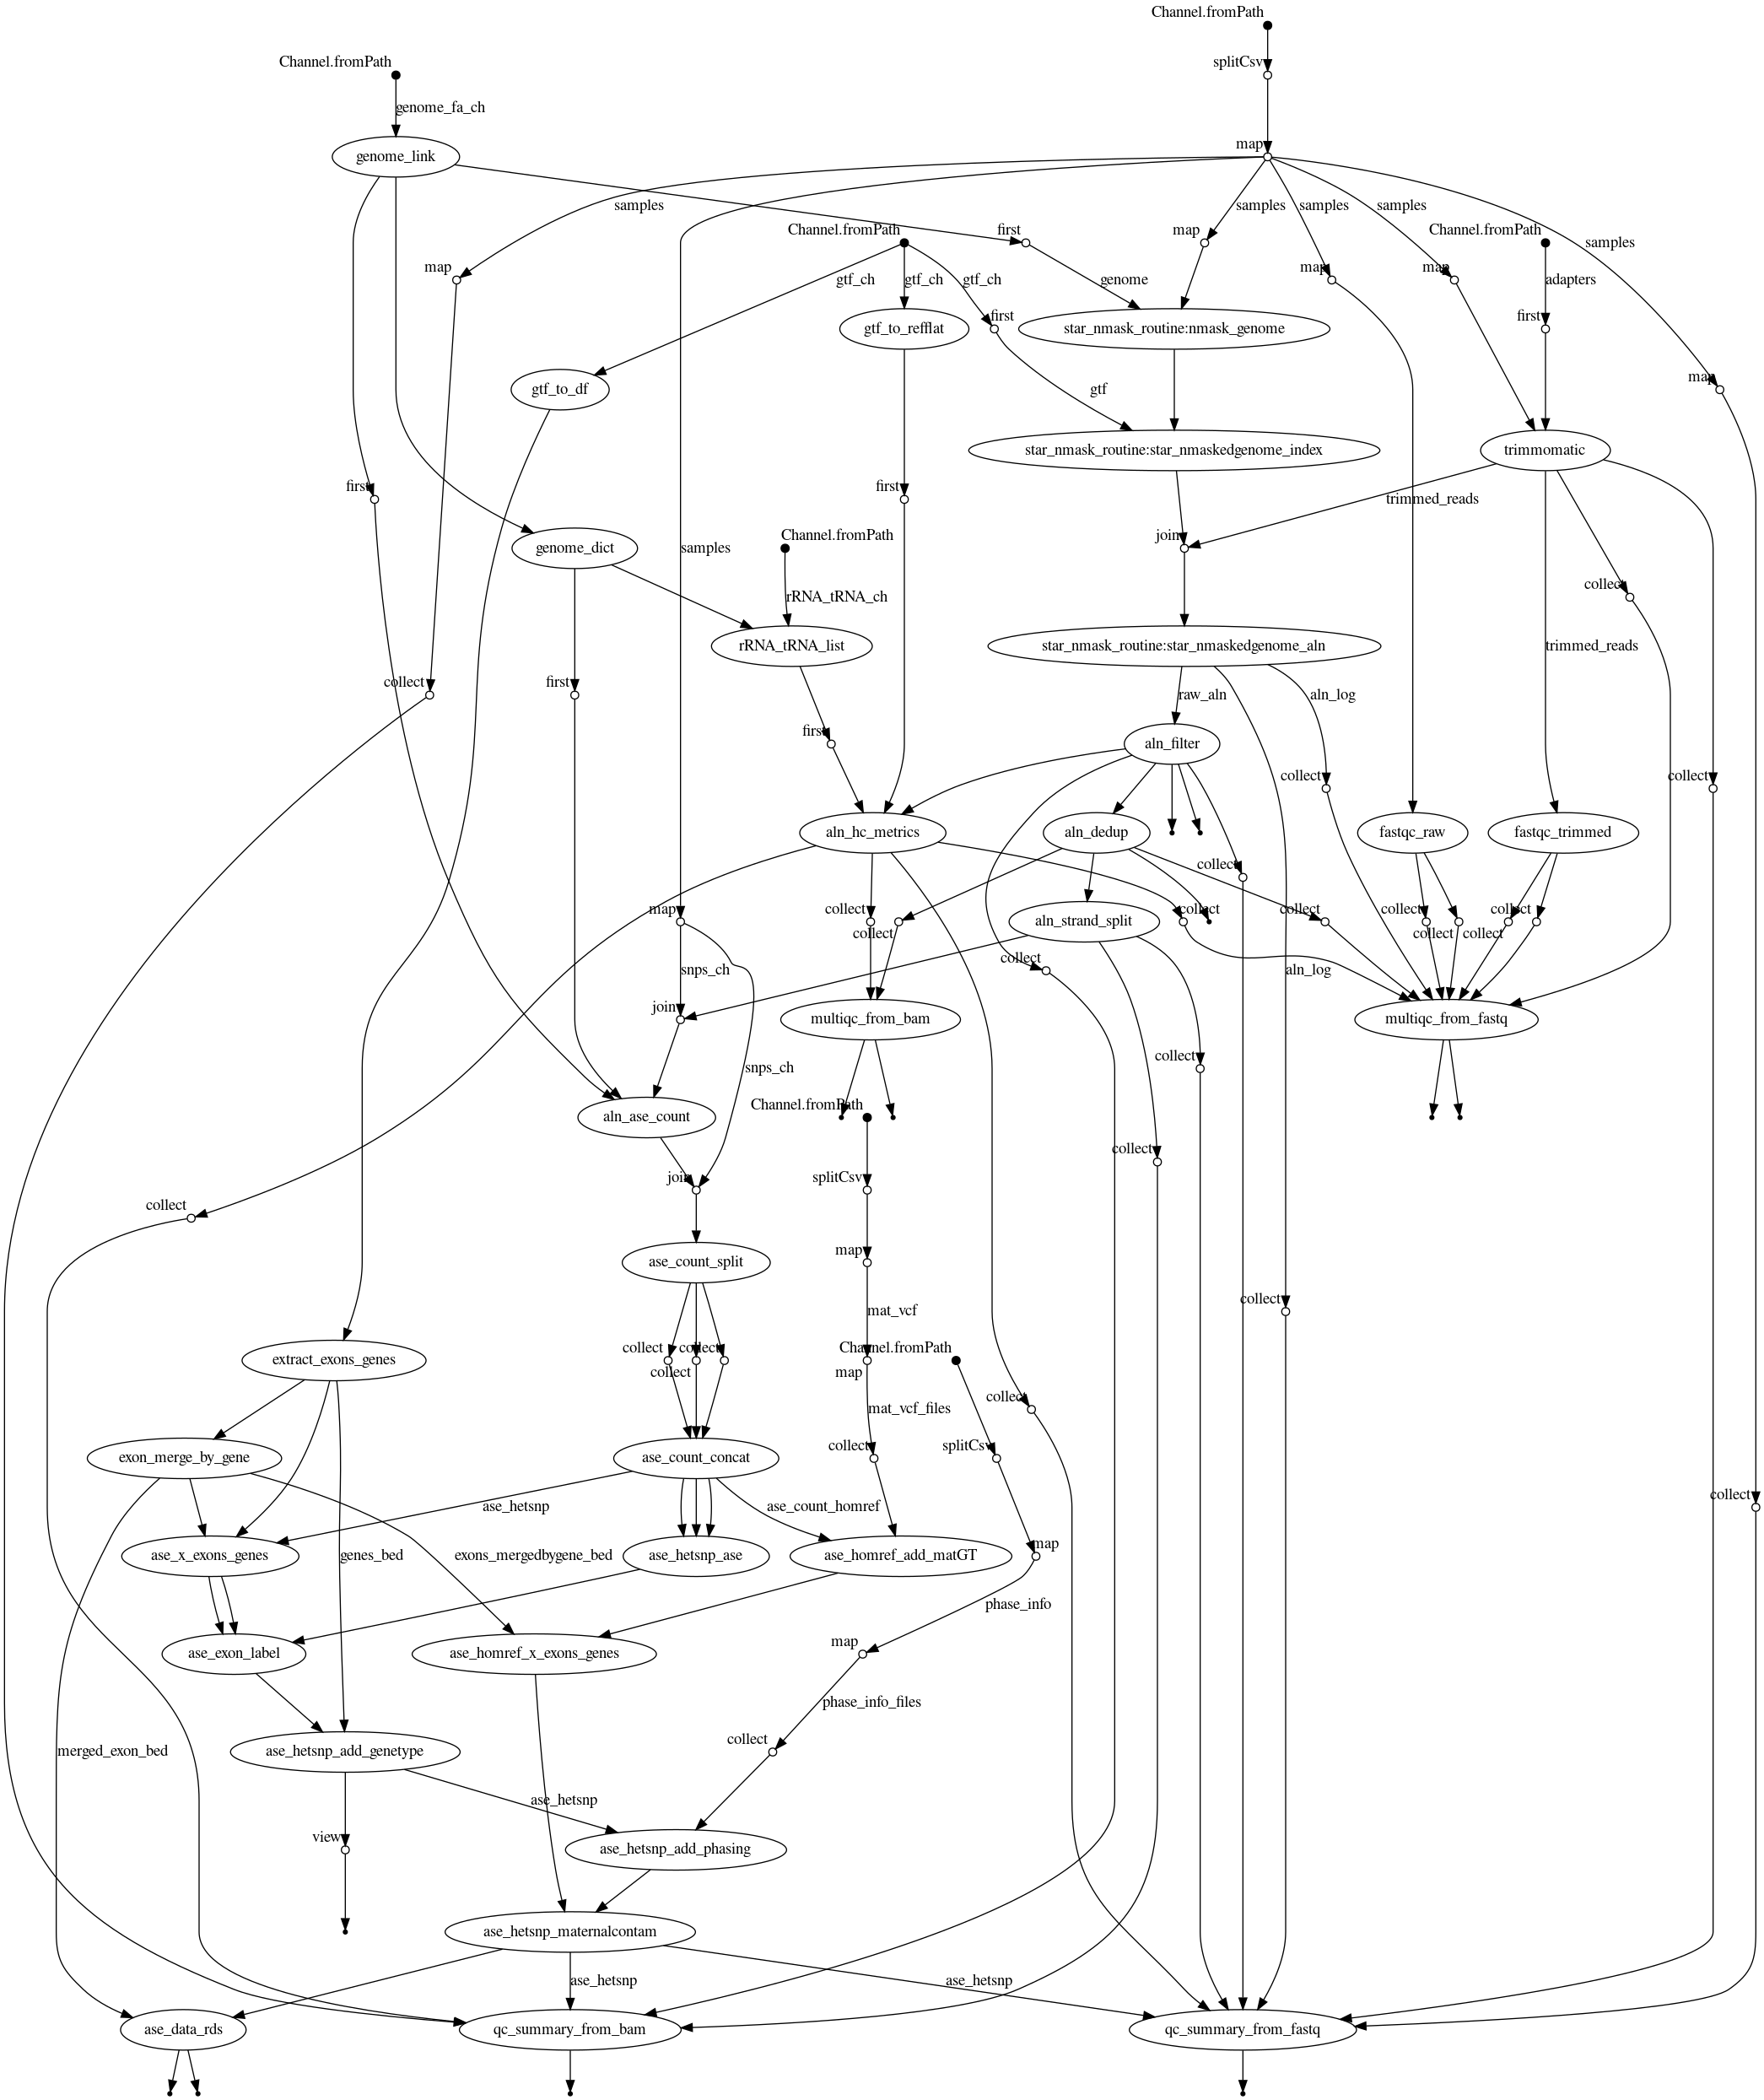 Channel.fromPath
splitCsv
Channel.fromPath
genome_fa_ch
map
genome_link
samples
samples
samples
samples
samples
Channel.fromPath
first
map
Channel.fromPath
map
map
map
gtf_ch
gtf_ch
gtf_ch
genome
adapters
first
first
gtf_to_refflat
star_nmask_routine:nmask_genome
map
gtf_to_df
gtf
star_nmask_routine:star_nmaskedgenome_index
trimmomatic
first
first
trimmed_reads
Channel.fromPath
join
genome_dict
samples
collect
rRNA_tRNA_ch
rRNA_tRNA_list
star_nmask_routine:star_nmaskedgenome_aln
trimmed_reads
collect
first
raw_aln
aln_log
first
aln_filter
collect
collect
aln_hc_metrics
aln_dedup
fastqc_raw
fastqc_trimmed
collect
map
collect
collect
collect
collect
collect
aln_strand_split
collect
collect
collect
collect
snps_ch
aln_log
join
multiqc_from_bam
multiqc_from_fastq
collect
snps_ch
Channel.fromPath
aln_ase_count
collect
join
splitCsv
collect
map
ase_count_split
collect
mat_vcf
collect
collect
Channel.fromPath
extract_exons_genes
collect
map
collect
mat_vcf_files
collect
splitCsv
exon_merge_by_gene
ase_count_concat
collect
ase_hetsnp
ase_count_homref
map
ase_x_exons_genes
genes_bed
exons_mergedbygene_bed
ase_hetsnp_ase
ase_homref_add_matGT
phase_info
map
ase_exon_label
ase_homref_x_exons_genes
phase_info_files
collect
merged_exon_bed
ase_hetsnp_add_genetype
ase_hetsnp
view
ase_hetsnp_add_phasing
ase_hetsnp_maternalcontam
ase_hetsnp
ase_hetsnp
ase_data_rds
qc_summary_from_bam
qc_summary_from_fastq